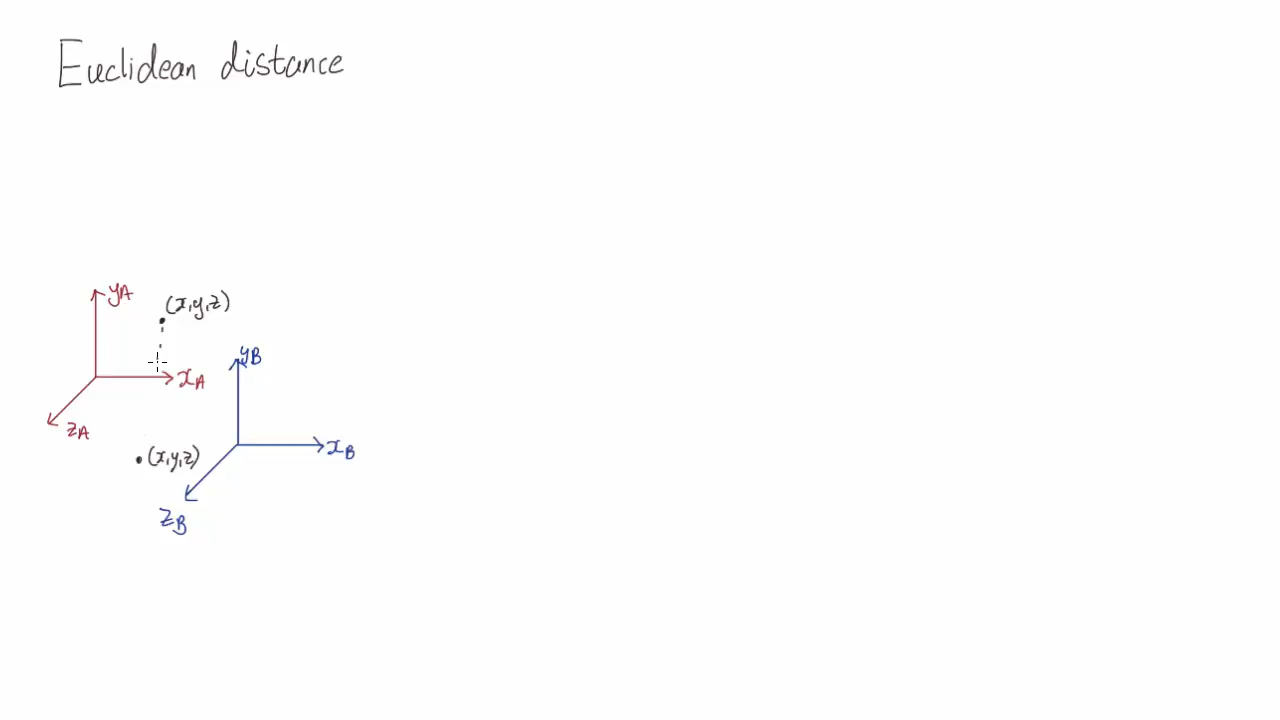 Euclidean distance
yA
(x,y,z)
yB
xA
zA
(x,y,z)
xB
zB